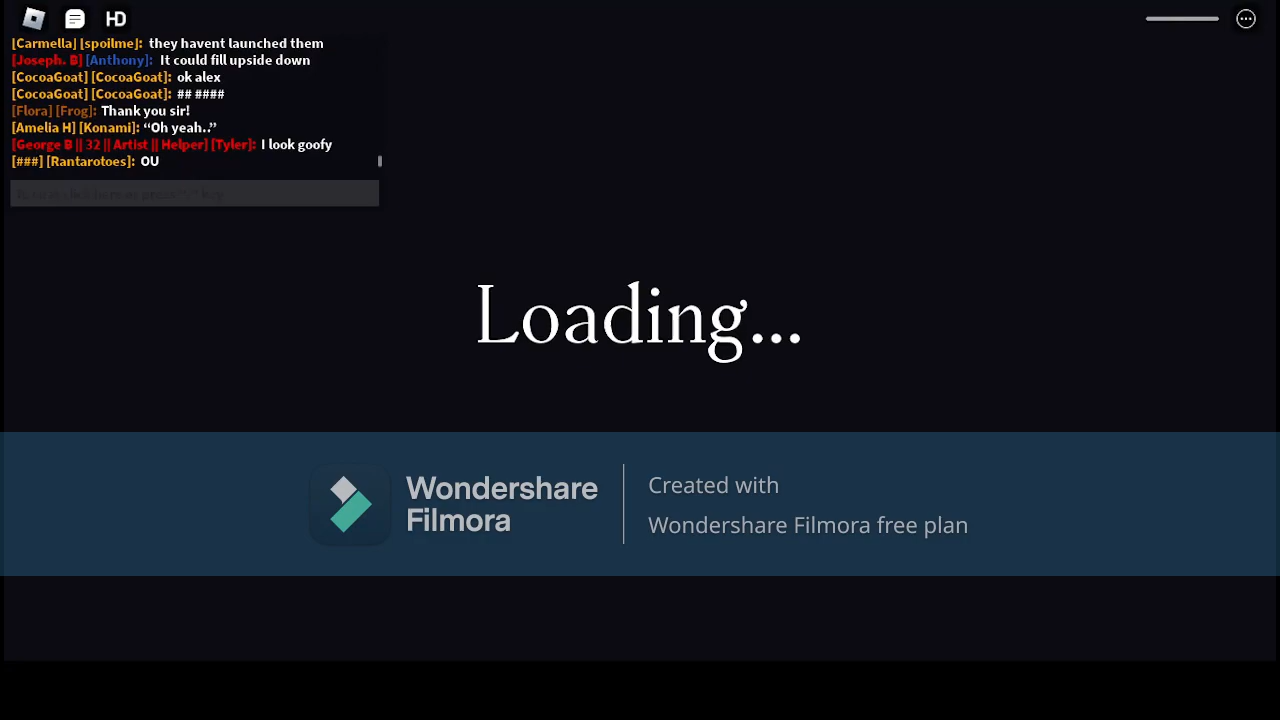 HD
[Carmella] [spoilme]: they havent launched them
[Joseph. B] [Anthony]: It could fill upside down
[CocoaGoat] [CocoaGoat]: ok alex
[CocoaGoat] [CocoaGoat]: ## ####
[Flora] [Frog]: Thank you sir!
[Amelia H] [Konami]: “Oh yeah..”
[George B || 32 || Artist || Helper] [Tyler]: I look goofy
[###] [Rantarotoes]: OU
Loading...
Wondershare
Filmora
Created with
Wondershare Filmora free plan